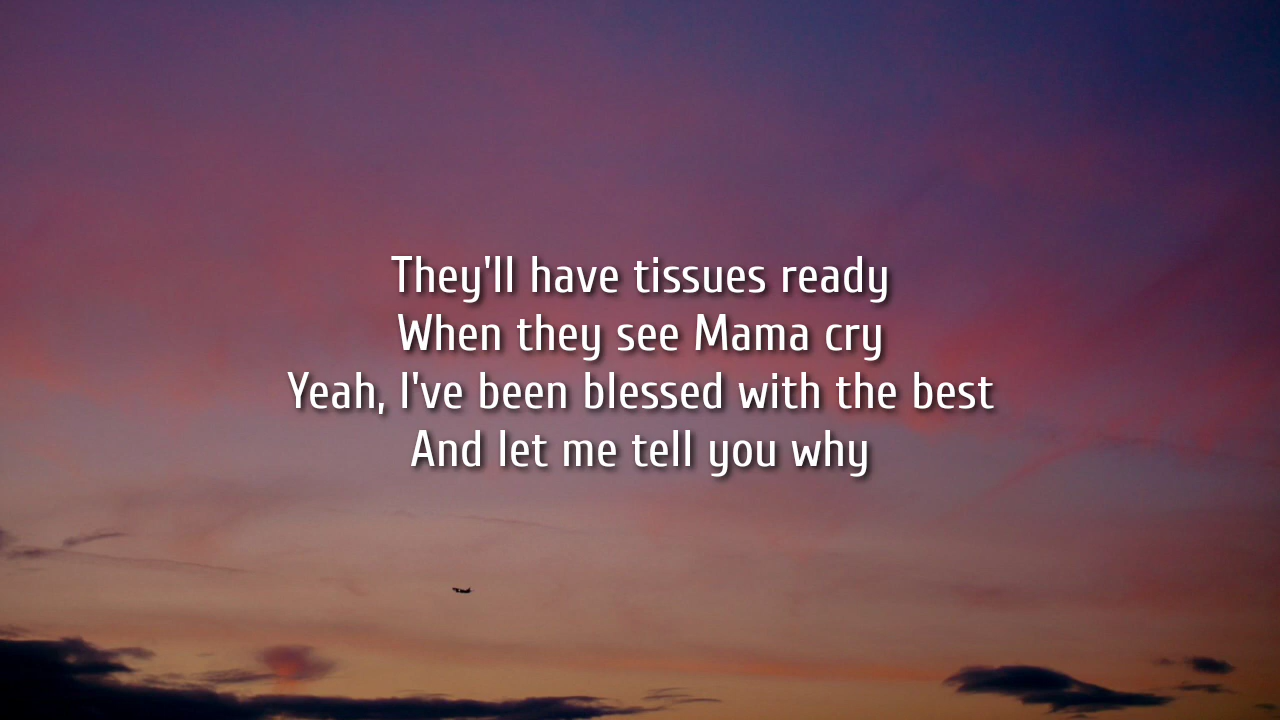 They'll have tissues ready
When they see Mama cry
Yeah, I've been blessed with the best
And let me tell you why